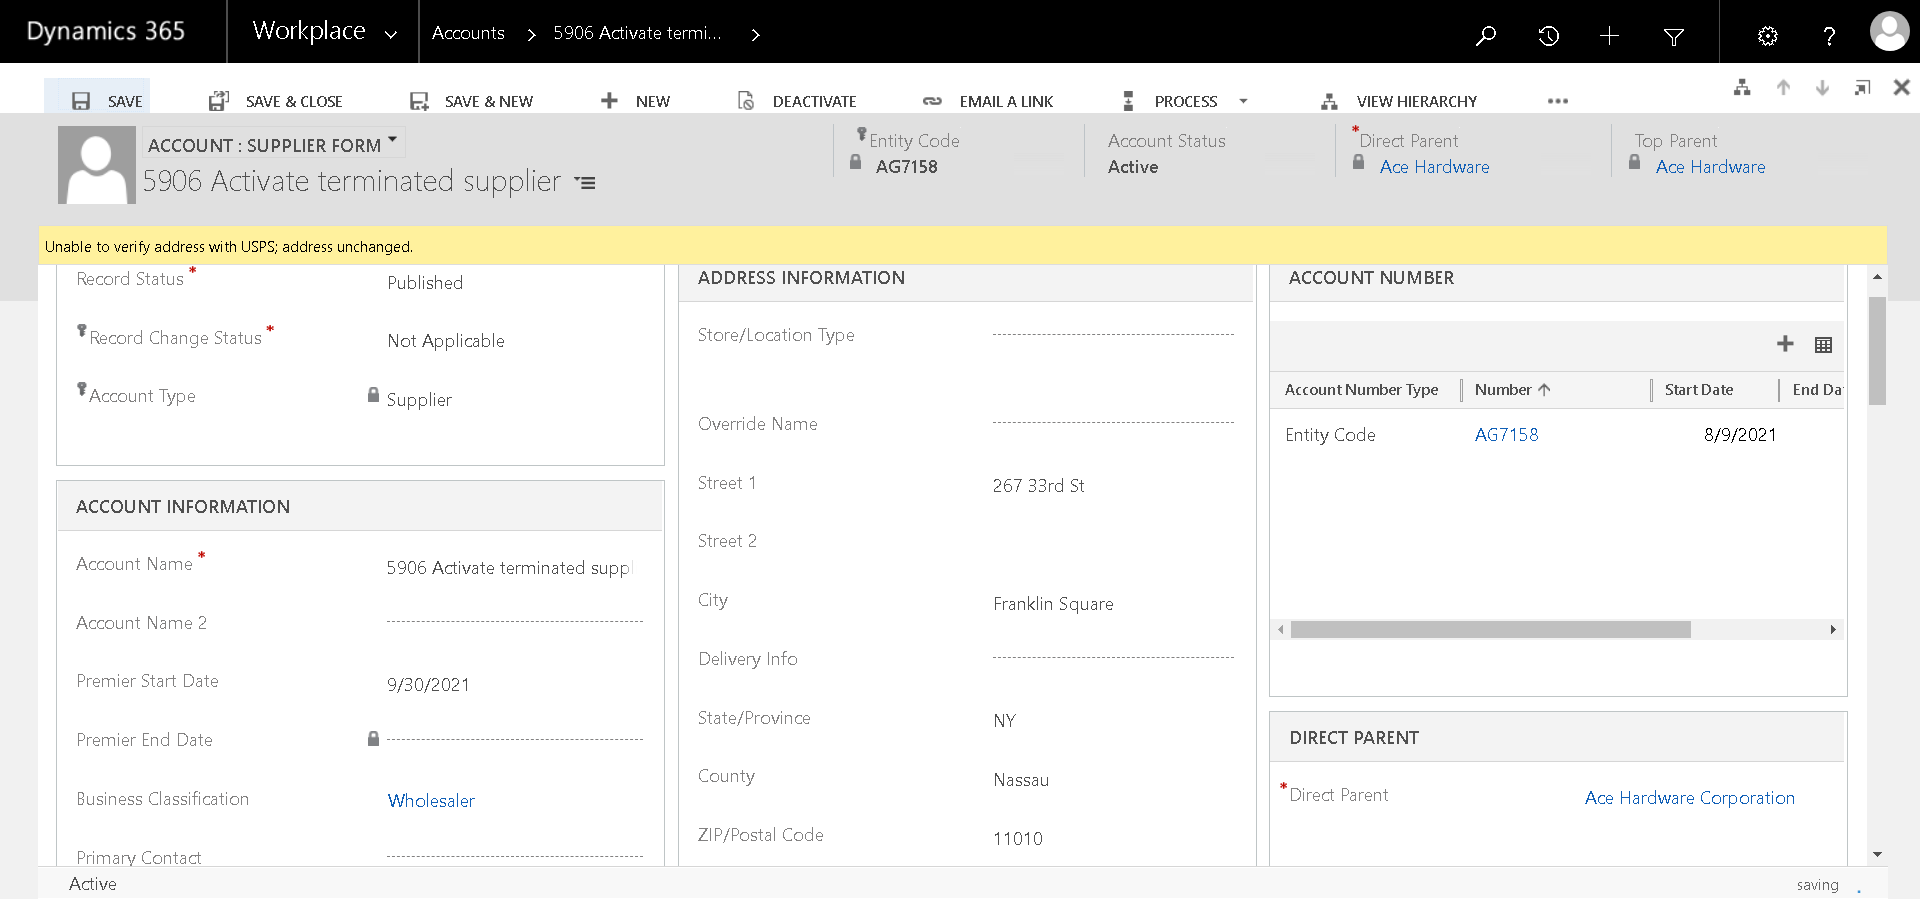 Dynamics 365
Workplace
Accounts
5906 Activate termi...
SAVE
SAVE & CLOSE
SAVE & NEW
NEW
DEACTIVATE
EMAIL A LINK
PROCESS
VIEW HIERARCHY
ACCOUNT : SUPPLIER FORM
5906 Activate terminated supplier
Entity Code
AG7158
Account Status
Active
*Direct Parent
Ace Hardware
Top Parent
Ace Hardware
Unable to verify address with USPS; address unchanged.
Record Status *
Published
Record Change Status *
Not Applicable
Account Type
Supplier
ACCOUNT INFORMATION
Account Name *
5906 Activate terminated suppl
Account Name 2
Premier Start Date
9/30/2021
Premier End Date
Business Classification
Wholesaler
Primary Contact
ADDRESS INFORMATION
Store/Location Type
Override Name
Street 1
267 33rd St
Street 2
City
Franklin Square
Delivery Info
State/Province
NY
County
Nassau
ZIP/Postal Code
11010
ACCOUNT NUMBER
Account Number Type
Number
Start Date
End Da
Entity Code
AG7158
8/9/2021
DIRECT PARENT
*Direct Parent
Ace Hardware Corporation
Active
saving